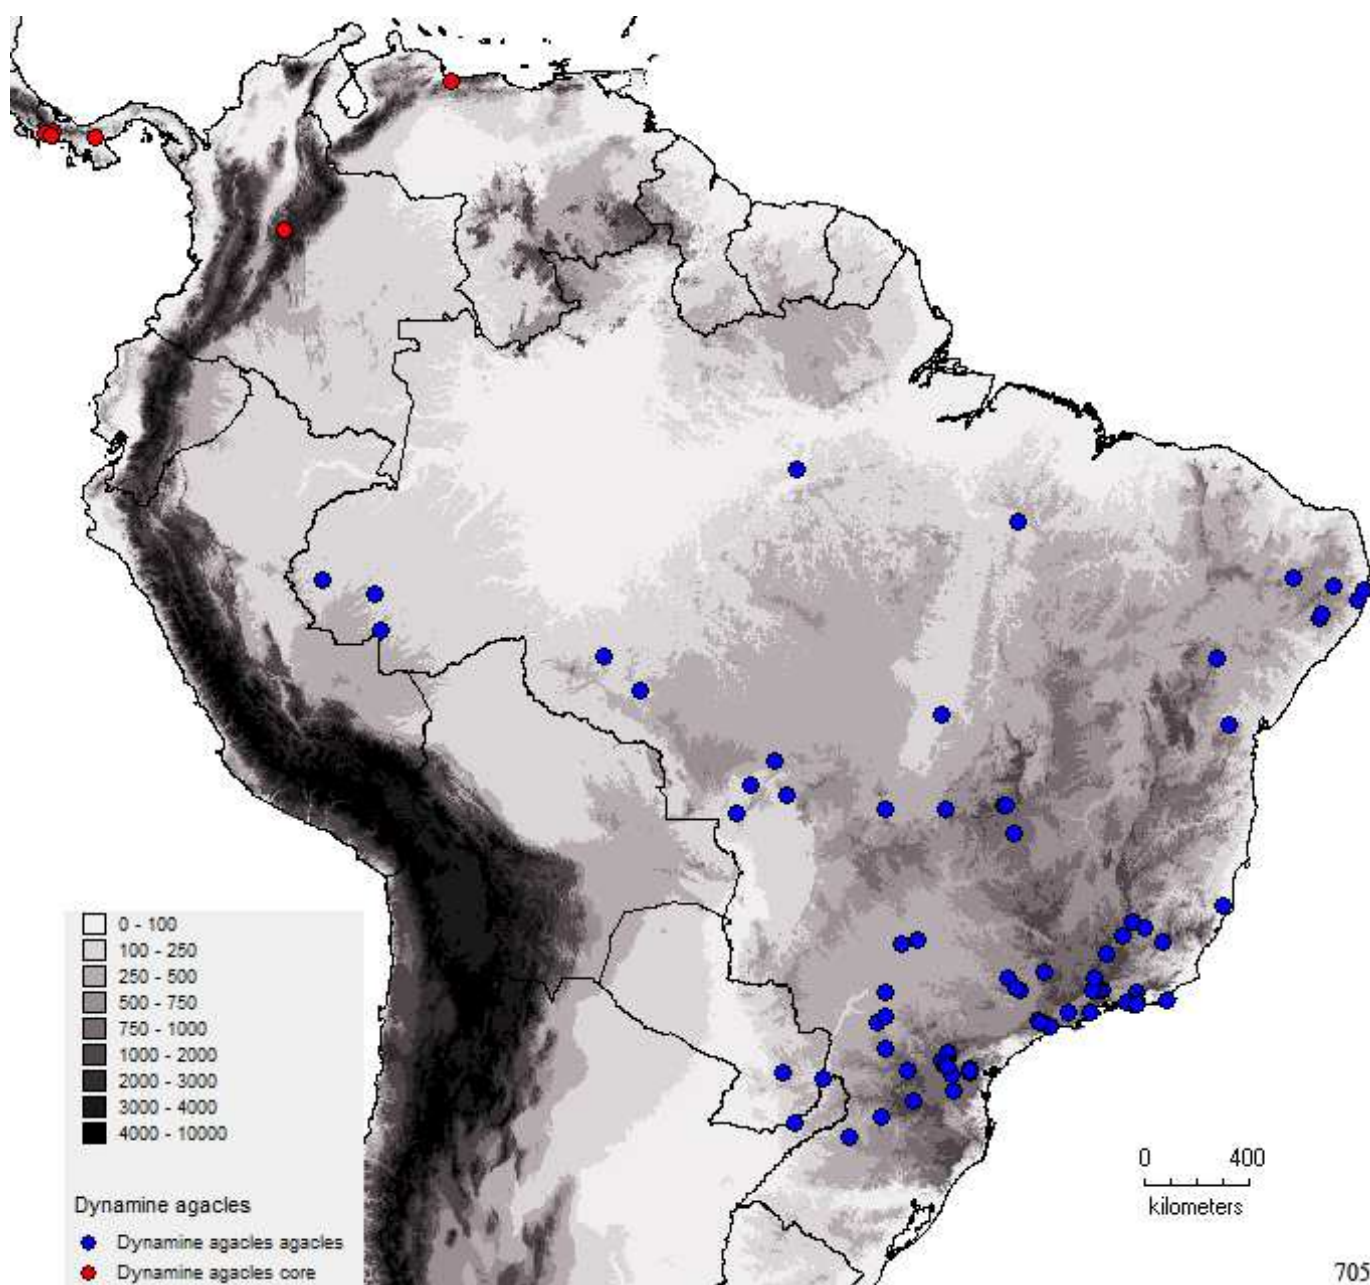 0 - 100
100 - 250
250 - 500
500 - 750
750 - 1000
1000 - 2000
2000 - 3000
3000 - 4000
4000 - 10000
Dynamine agacles
Dynamine agacles agacles
Dynamine agacles core
0 400
kilometers
705